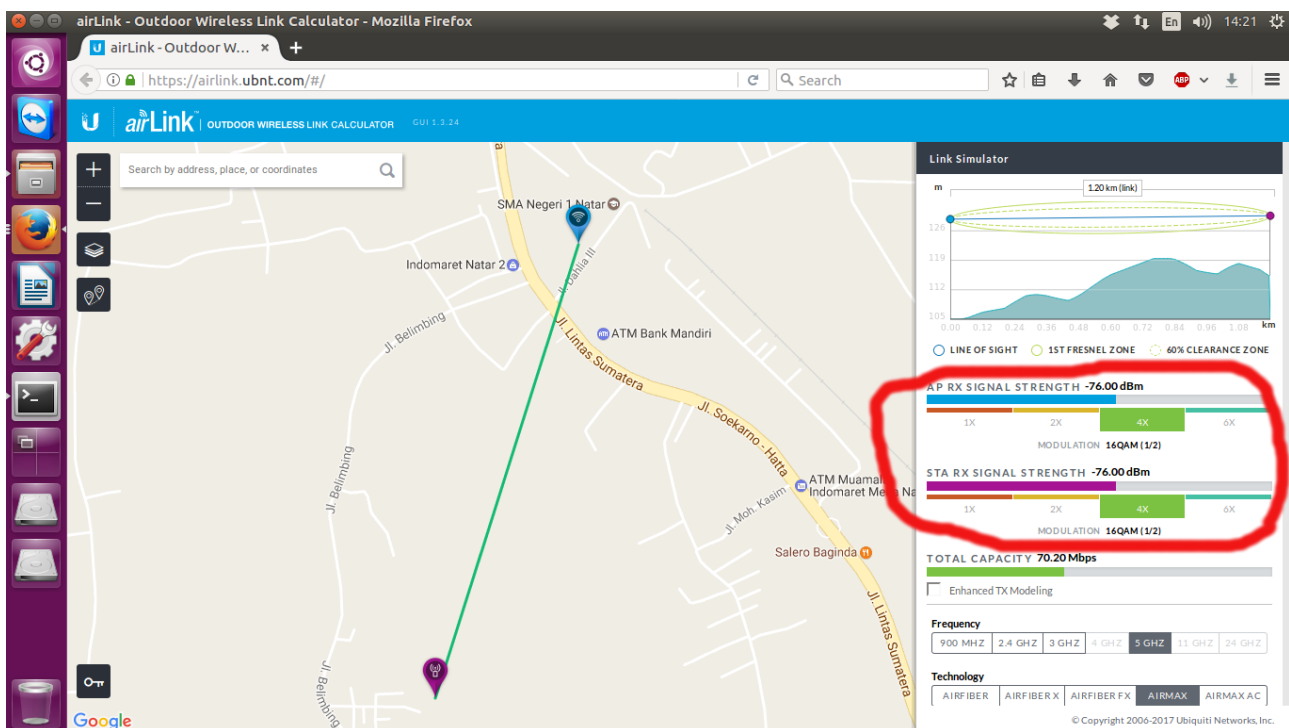 airLink - Outdoor Wireless Link Calculator - Mozilla Firefox
En
14:21
airLink - Outdoor W...
https://airlink.ubnt.com/#/
Search
ABP
airLink™ | OUTDOOR WIRELESS LINK CALCULATOR GUI 1.3.24
Search by address, place, or coordinates
SMA Negeri 1 Natar
Indomaret Natar 2
Jl. Dahlia III
Jl. Belimbing
ATM Bank Mandiri
Jl. Lintas Sumatera
Jl. Soekarno - Hatta
Jl. Belimbing
ATM Muamal
Indomaret Me
Na
Jl. Moh. Kasim
Salero Baginda
Jl. Lintas Sumatera
Jl. Belimbing
Google
Link Simulator
m
1.20 km (link)
126
119
112
105
0.00 0.12 0.24 0.36 0.48 0.60 0.72 0.84 0.96 1.08 km
LINE OF SIGHT 1ST FRESNEL ZONE 60% CLEARANCE ZONE
AP RX SIGNAL STRENGTH -76.00 dBm
1X 2X 4X 6X
MODULATION 16QAM (1/2)
STA RX SIGNAL STRENGTH -76.00 dBm
1X 2X 4X 6X
MODULATION 16QAM (1/2)
TOTAL CAPACITY 70.20 Mbps
Enhanced TX Modeling
Frequency
900 MHZ 2.4 GHZ 3 GHZ 4 GHZ 5 GHZ 11 GHZ 24 GHZ
Technology
AIRFIBER AIRFIBER X AIRFIBER FX AIRMAX AIRMAX AC
© Copyright 2006-2017 Ubiquiti Networks, Inc.